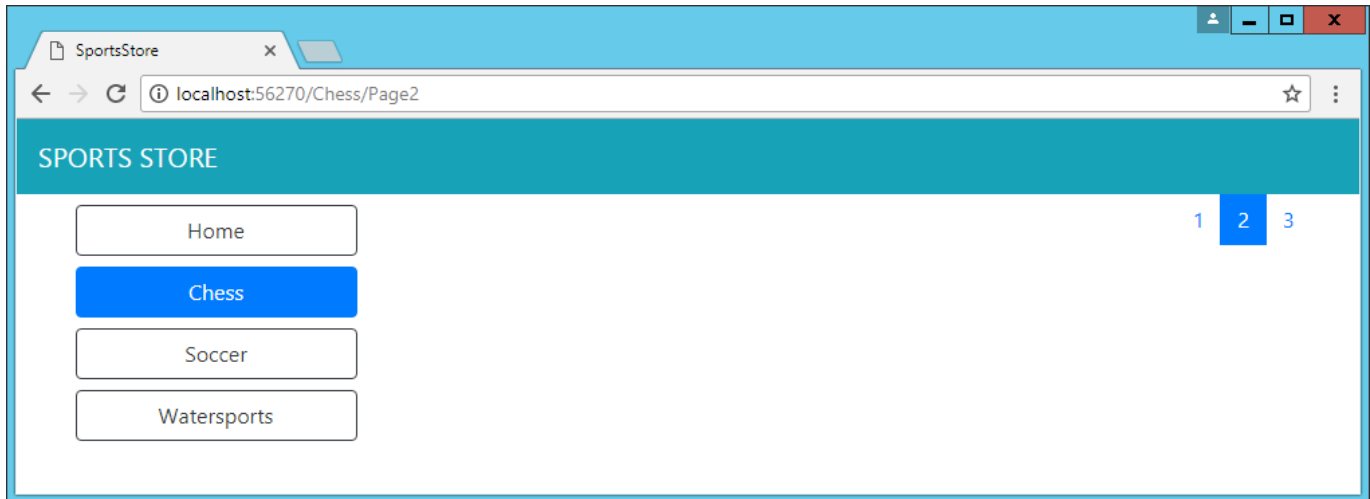 SportsStore
localhost:56270/Chess/Page2
SPORTS STORE
Home
1 2 3
Chess
Soccer
Watersports